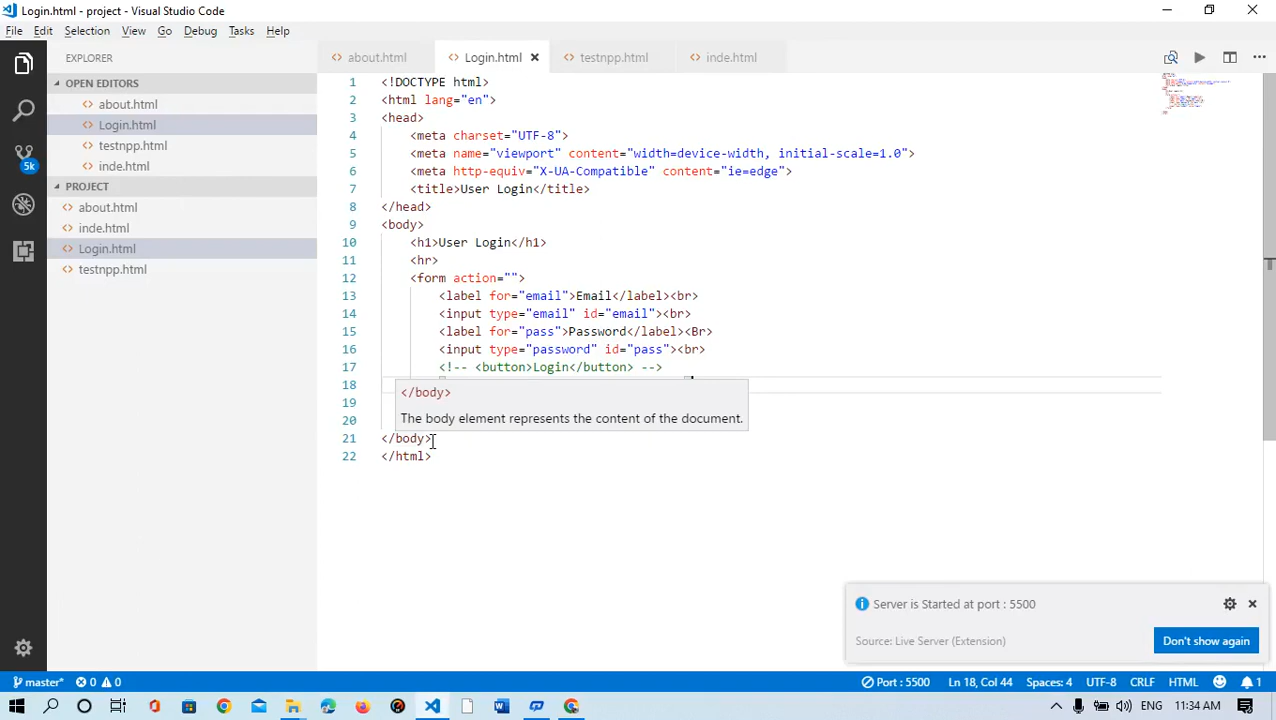 Login.html - project - Visual Studio Code
File Edit Selection View Go Debug Tasks Help
EXPLORER
OPEN EDITORS
about.html
Login.html
testnpp.html
inde.html
PROJECT
about.html
inde.html
Login.html
testnpp.html
5k
about.html Login.html testnpp.html inde.html
1 <!DOCTYPE html>
2 <html lang="en">
3 <head>
4 <meta charset="UTF-8">
5 <meta name="viewport" content="width=device-width, initial-scale=1.0">
6 <meta http-equiv="X-UA-Compatible" content="ie=edge">
7 <title>User Login</title>
8 </head>
9 <body>
10 <h1>User Login</h1>
11 <hr>
12 <form action="">
13 <label for="email">Email</label><br>
14 <input type="email" id="email"><br>
15 <label for="pass">Password</label><Br>
16 <input type="password" id="pass"><br>
17 <!-- <button>Login</button> -->
18
19
20
</body>
The body element represents the content of the document.
21 </body>
22 </html>
Server is Started at port : 5500
Source: Live Server (Extension)
Don't show again
master* 0 0
Port : 5500 Ln 18, Col 44 Spaces: 4 UTF-8 CRLF HTML 1
ENG 11:34 AM